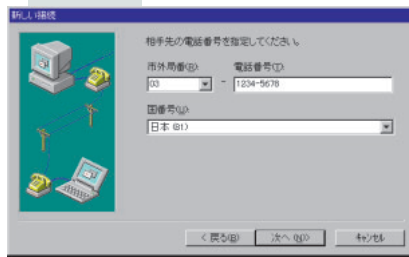 新しい接続
相手先の電話番号を指定してください。
市外局番(R): 電話番号(T):
03 - 1234-5678
国番号(U):
日本 (81)
< 戻る(B) 次へ (N)> キャンセル